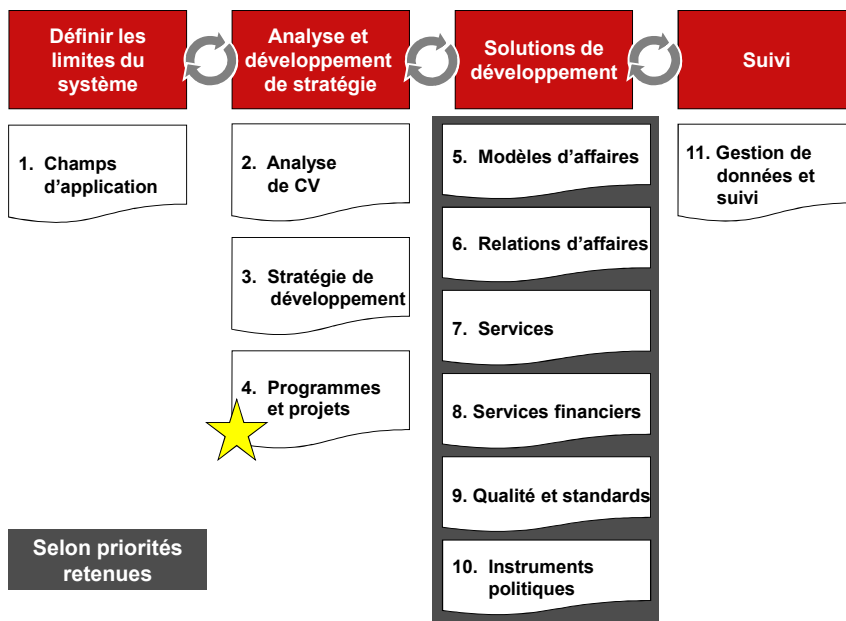 Définir les
limites du
système
Analyse et
développement
de stratégie
Solutions de
développement
Suivi
1. Champs
d'application
2. Analyse
de CV
3. Stratégie de
développement
4. Programmes
et projets
5. Modèles d'affaires
6. Relations d'affaires
7. Services
8. Services financiers
9. Qualité et standards
10. Instruments
politiques
11. Gestion de
données et
suivi
Selon priorités
retenues